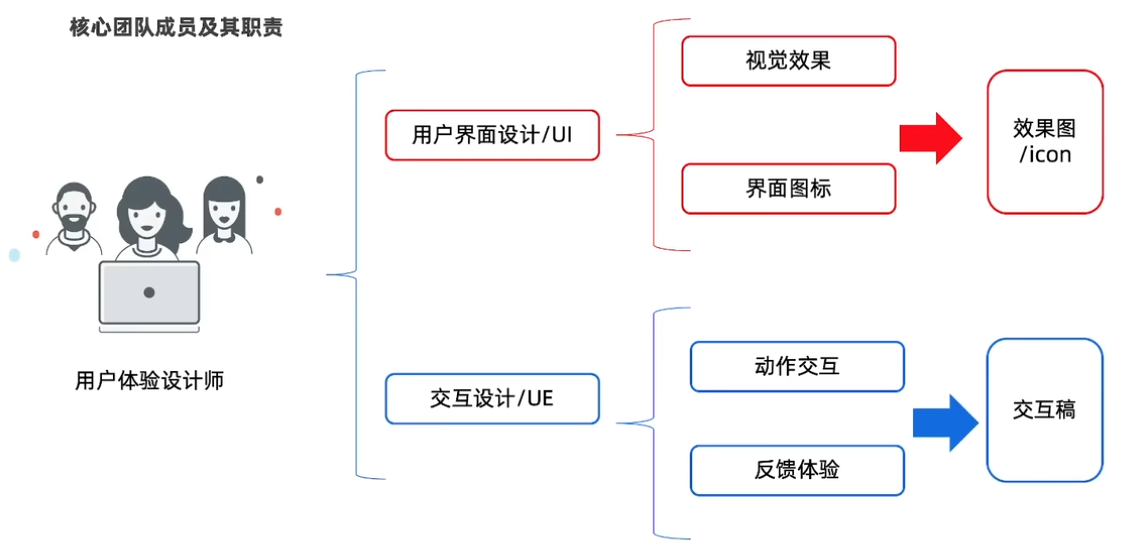 核心团队成员及其职责
用户体验设计师
用户界面设计/UI
视觉效果
界面图标
效果图
/icon
交互设计/UE
动作交互
反馈体验
交互稿